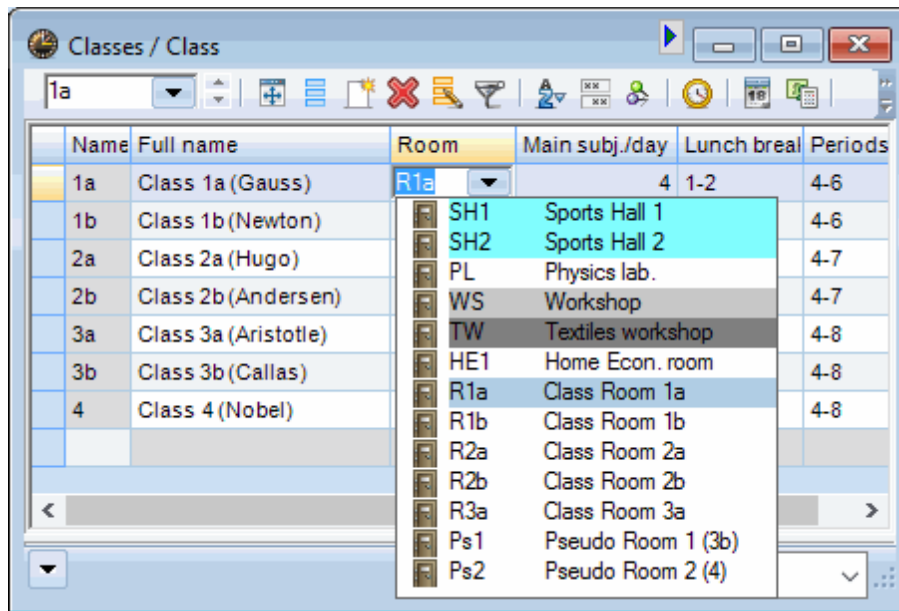 Classes / Class
1a
Name Full name Room Main subj./day Lunch break Periods
1a Class 1a (Gauss) R1a 4 1-2 4-6
1b Class 1b (Newton) 4-6
2a Class 2a (Hugo) 4-7
2b Class 2b (Andersen) 4-7
3a Class 3a (Aristotle) 4-8
3b Class 3b (Callas) 4-8
4 Class 4 (Nobel) 4-8
SH1 Sports Hall 1
SH2 Sports Hall 2
PL Physics lab.
WS Workshop
TW Textiles workshop
HE1 Home Econ. room
R1a Class Room 1a
R1b Class Room 1b
R2a Class Room 2a
R2b Class Room 2b
R3a Class Room 3a
Ps1 Pseudo Room 1 (3b)
Ps2 Pseudo Room 2 (4)